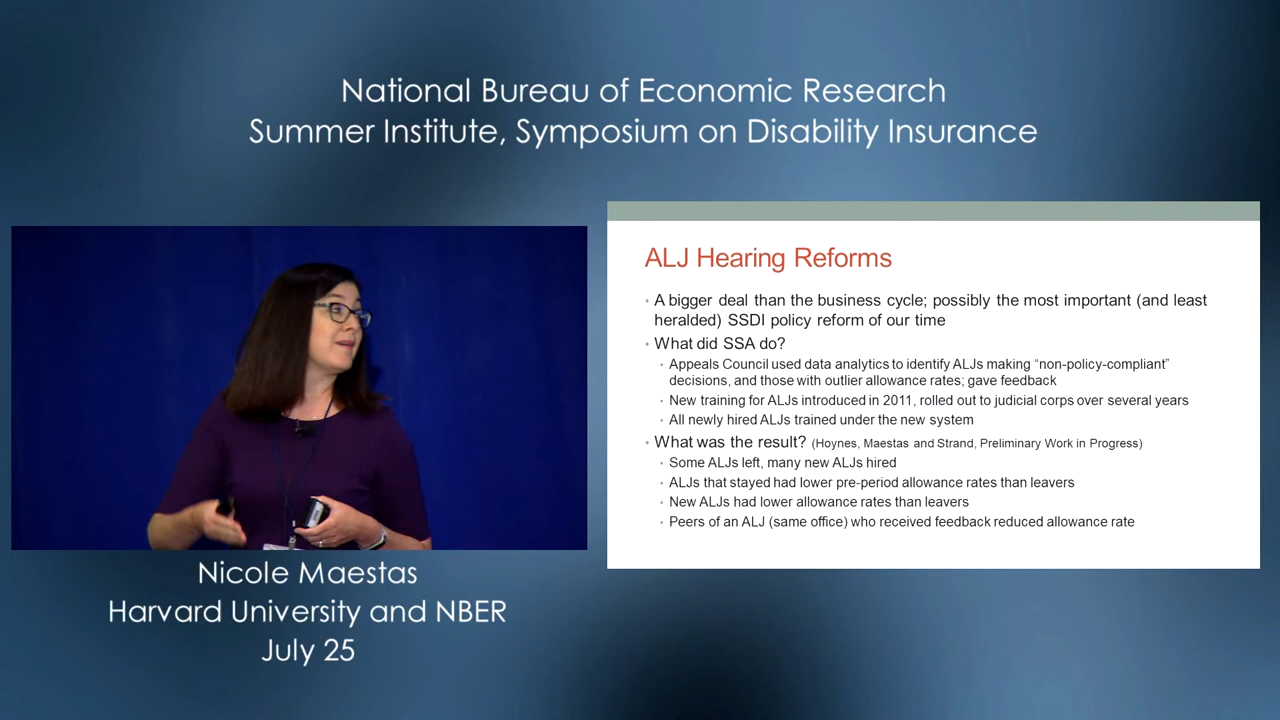 National Bureau of Economic Research
Summer Institute, Symposium on Disability Insurance
ALJ Hearing Reforms
• A bigger deal than the business cycle; possibly the most important (and least
heralded) SSDI policy reform of our time
• What did SSA do?
• Appeals Council used data analytics to identify ALJs making “non-policy-compliant”
decisions, and those with outlier allowance rates; gave feedback
• New training for ALJs introduced in 2011, rolled out to judicial corps over several years
• All newly hired ALJs trained under the new system
• What was the result? (Hoynes, Maestas and Strand, Preliminary Work in Progress)
• Some ALJs left, many new ALJs hired
• ALJs that stayed had lower pre-period allowance rates than leavers
• New ALJs had lower allowance rates than leavers
• Peers of an ALJ (same office) who received feedback reduced allowance rate
Nicole Maestas
Harvard University and NBER
July 25